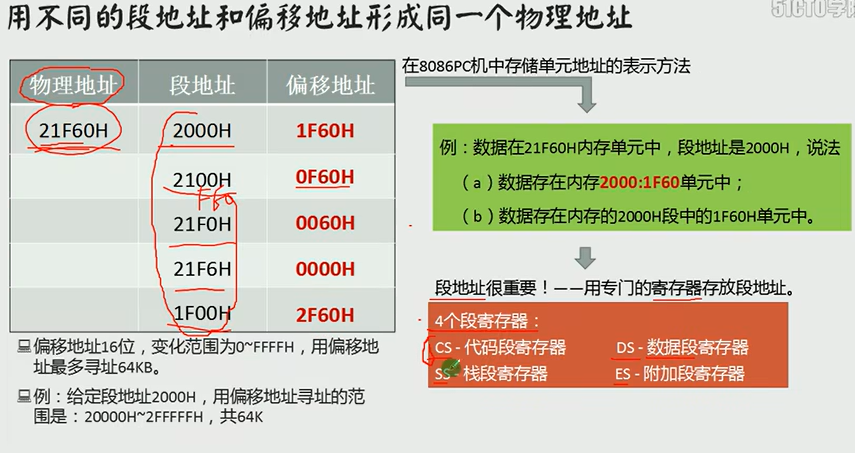 用不同的段地址和偏移地址形成同一个物理地址
51CTO学院
物理地址 段地址 偏移地址
21F60H 2000H 1F60H
2100H 0F60H
F60
21F0H 0060H
21F6H 0000H
1F00H 2F60H
偏移地址16位，变化范围为0~FFFFH，用偏移地
址最多寻址64KB。
例：给定段地址2000H，用偏移地址寻址的范
围是：20000H~2FFFFFH，共64K
在8086PC机中存储单元地址的表示方法
例：数据在21F60H内存单元中，段地址是2000H，说法
（a）数据存在内存2000:1F60单元中；
（b）数据存在内存的2000H段中的1F60H单元中。
段地址很重要！——用专门的寄存器存放段地址。
4个段寄存器：
CS - 代码段寄存器 DS - 数据段寄存器
SS - 栈段寄存器 ES - 附加段寄存器